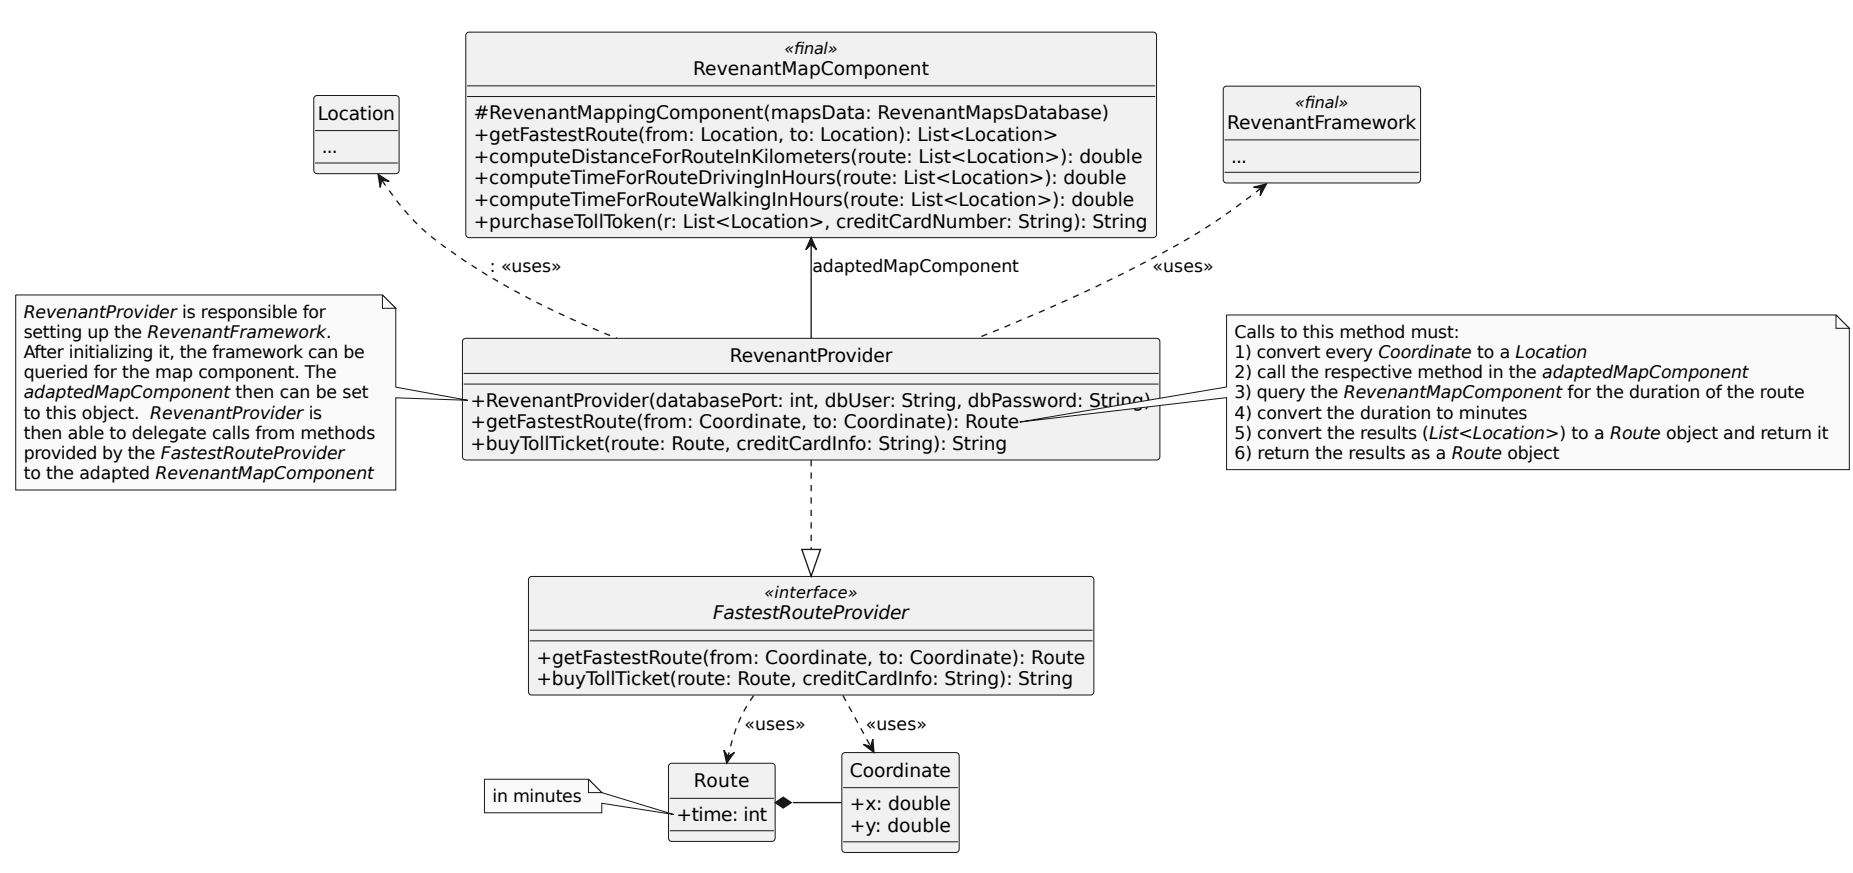 «final»
RevenantMapComponent
#RevenantMappingComponent(mapsData: RevenantMapsDatabase)
+getFastestRoute(from: Location, to: Location): List<Location>
+computeDistanceForRouteInKilometers(route: List<Location>): double
+computeTimeForRouteDrivingInHours(route: List<Location>): double
+computeTimeForRouteWalkingInHours(route: List<Location>): double
+purchaseTollToken(r: List<Location>, creditCardNumber: String): String
Location
...
«final»
RevenantFramework
...
: «uses»
adaptedMapComponent
«uses»
RevenantProvider is responsible for
setting up the RevenantFramework.
After initializing it, the framework can be
queried for the map component. The
adaptedMapComponent then can be set
to this object.  RevenantProvider is
then able to delegate calls from methods
provided by the FastestRouteProvider
to the adapted RevenantMapComponent
RevenantProvider
+RevenantProvider(databasePort: int, dbUser: String, dbPassword: String)
+getFastestRoute(from: Coordinate, to: Coordinate): Route
+buyTollTicket(route: Route, creditCardInfo: String): String
Calls to this method must:
1) convert every Coordinate to a Location
2) call the respective method in the adaptedMapComponent
3) query the RevenantMapComponent for the duration of the route
4) convert the duration to minutes
5) convert the results (List<Location>) to a Route object and return it
6) return the results as a Route object
«interface»
FastestRouteProvider
+getFastestRoute(from: Coordinate, to: Coordinate): Route
+buyTollTicket(route: Route, creditCardInfo: String): String
«uses»
«uses»
in minutes
Route
+time: int
Coordinate
+x: double
+y: double